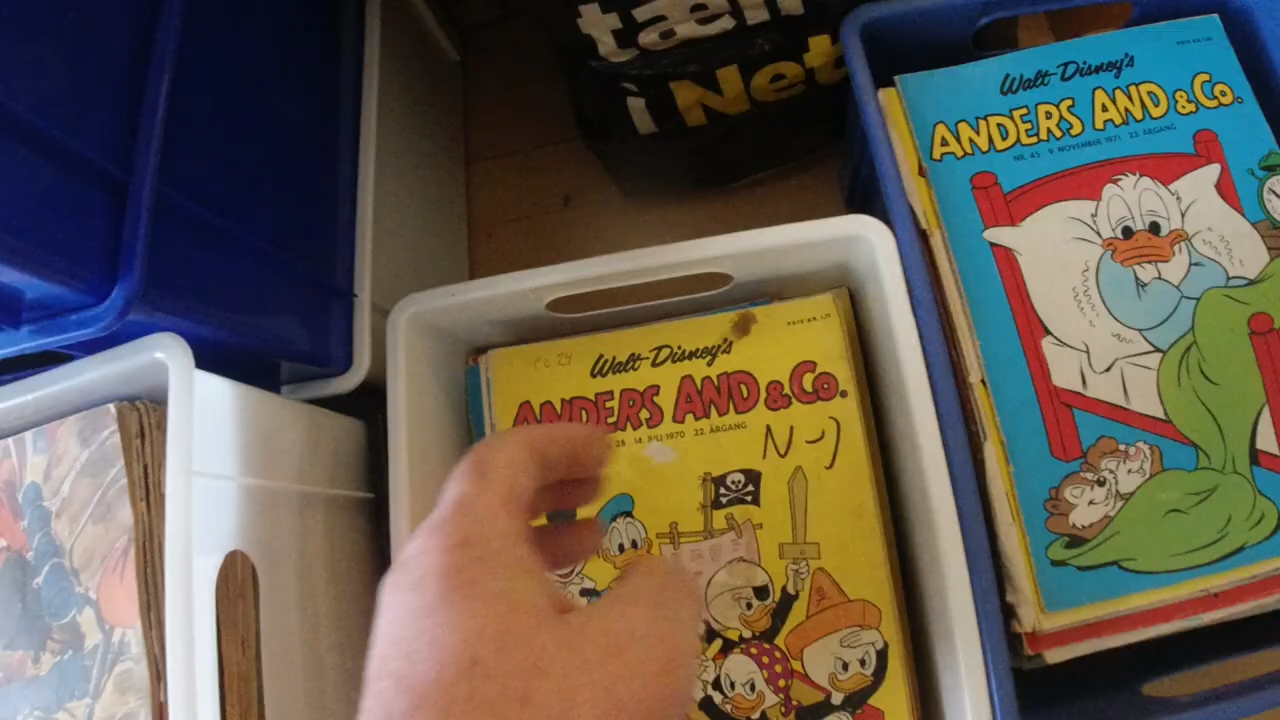 tæn
i Net
Walt Disney's
ANDERS AND & Co.
NR. 45 · 9. NOVEMBER 1971 · 23. ÅRGANG
Walt Disney's
ANDERS AND & Co.
28 · 14. JULI 1970 · 22. ÅRGANG